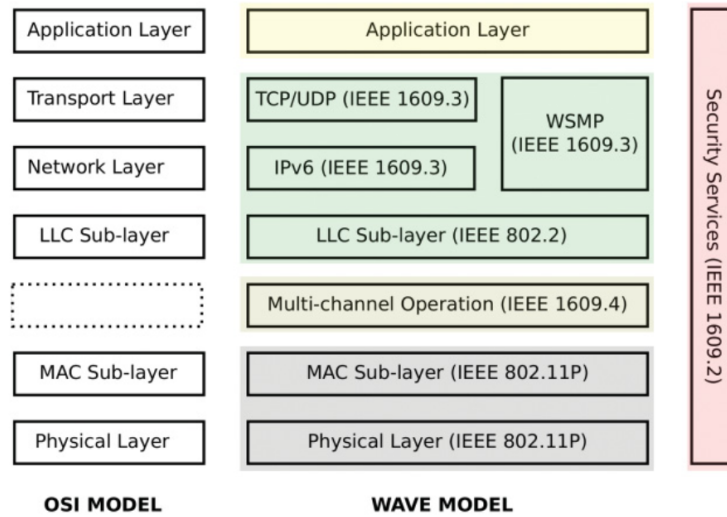 Application Layer
Application Layer
Transport Layer
TCP/UDP (IEEE 1609.3)
WSMP
(IEEE 1609.3)
Network Layer
IPv6 (IEEE 1609.3)
LLC Sub-layer
LLC Sub-layer (IEEE 802.2)
Multi-channel Operation (IEEE 1609.4)
MAC Sub-layer
MAC Sub-layer (IEEE 802.11P)
Physical Layer
Physical Layer (IEEE 802.11P)
OSI MODEL
WAVE MODEL
Security Services (IEEE 1609.2)